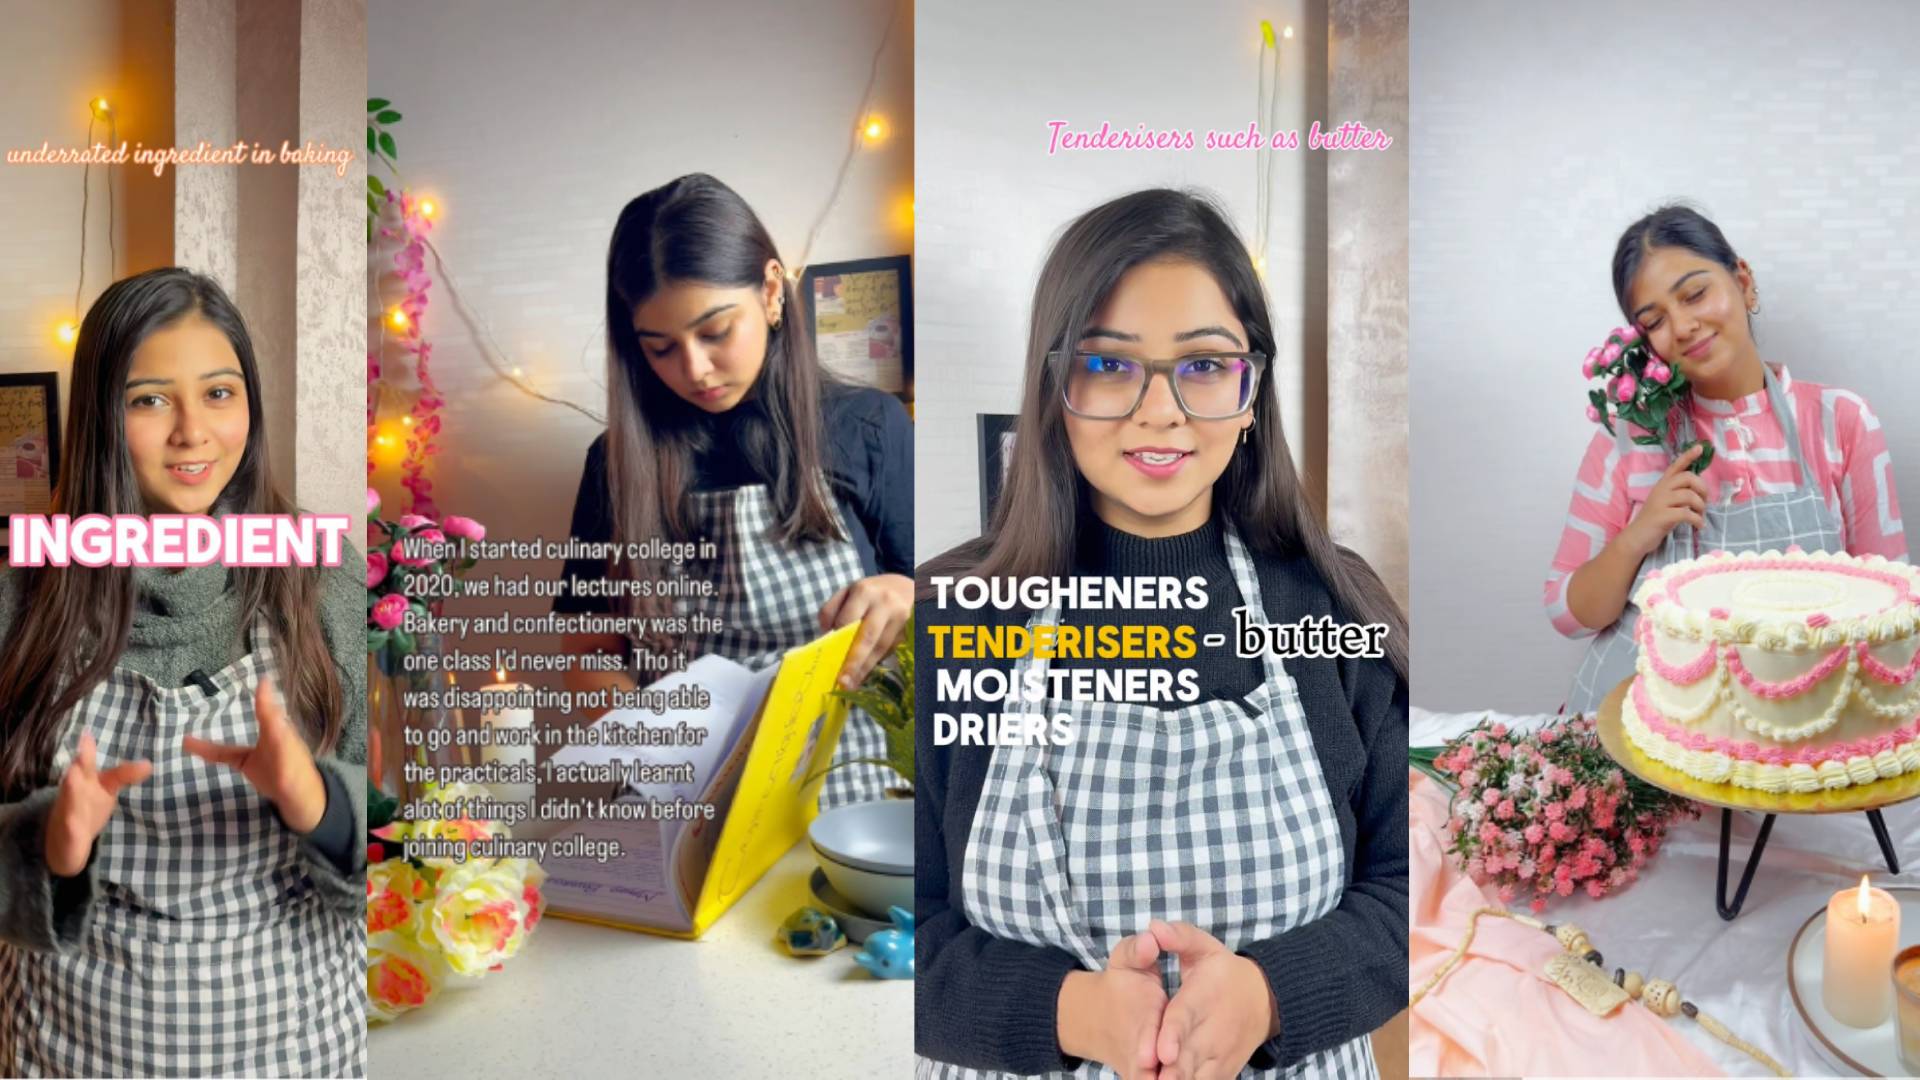 underrated ingredient in baking
INGREDIENT
When I started culinary college in
2020, we had our lectures online.
Bakery and confectionery was the
one class I'd never miss. Tho it
was disappointing not being able
to go and work in the kitchen for
the practicals, I actually learnt
alot of things I didn't know before
joining culinary college.
Tenderisers such as butter
TOUGHENERS
TENDERISERS - butter
MOISTENERS
DRIERS